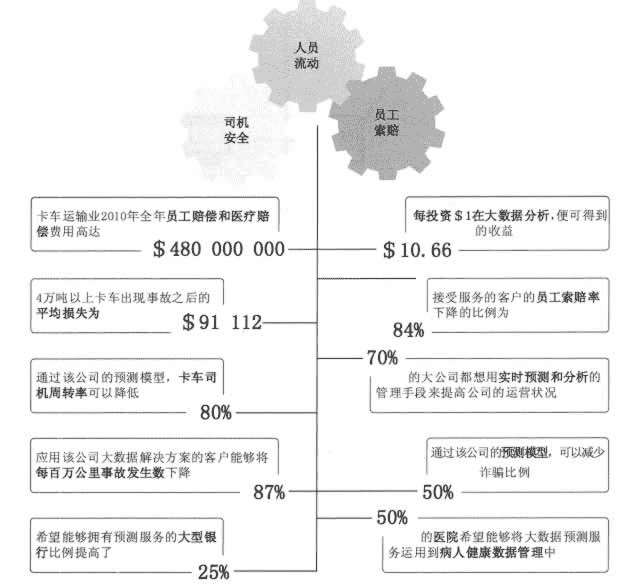 人员
流动
司机
安全
员工
索赔
卡车运输业2010年全年员工赔偿和医疗赔
偿费用高达
$480 000 000
每投资$1在大数据分析,便可得到
的收益
$10.66
4万吨以上卡车出现事故之后的
平均损失为
$91 112
接受服务的客户的员工索赔率
下降的比例为
84%
70%
的大公司都想用实时预测和分析的
管理手段来提高公司的运营状况
通过该公司的预测模型,卡车司
机周转率可以降低
80%
应用该公司大数据解决方案的客户能够将
每百万公里事故发生数下降
87%
通过该公司的预测模型,可以减少
诈骗比例
50%
50%
的医院希望能够将大数据预测服
务运用到病人健康数据管理中
希望能够拥有预测服务的大型银
行比例提高了
25%